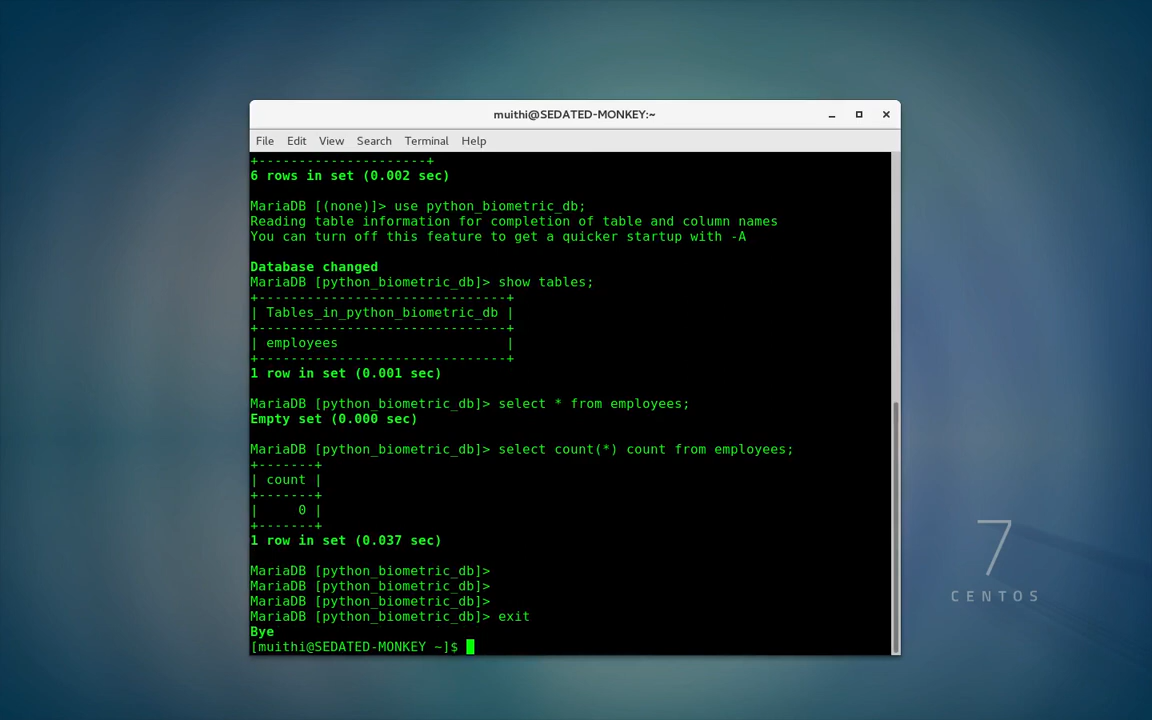 muithi@SEDATED-MONKEY:~
File Edit View Search Terminal Help
+---------------------+
6 rows in set (0.002 sec)
MariaDB [(none)]> use python_biometric_db;
Reading table information for completion of table and column names
You can turn off this feature to get a quicker startup with -A
Database changed
MariaDB [python_biometric_db]> show tables;
+-------------------------------+
| Tables_in_python_biometric_db |
+-------------------------------+
| employees                     |
+-------------------------------+
1 row in set (0.001 sec)
MariaDB [python_biometric_db]> select * from employees;
Empty set (0.000 sec)
MariaDB [python_biometric_db]> select count(*) count from employees;
+-------+
| count |
+-------+
|     0 |
+-------+
1 row in set (0.037 sec)
MariaDB [python_biometric_db]>
MariaDB [python_biometric_db]>
MariaDB [python_biometric_db]>
MariaDB [python_biometric_db]> exit
Bye
[muithi@SEDATED-MONKEY ~]$
7
CENTOS